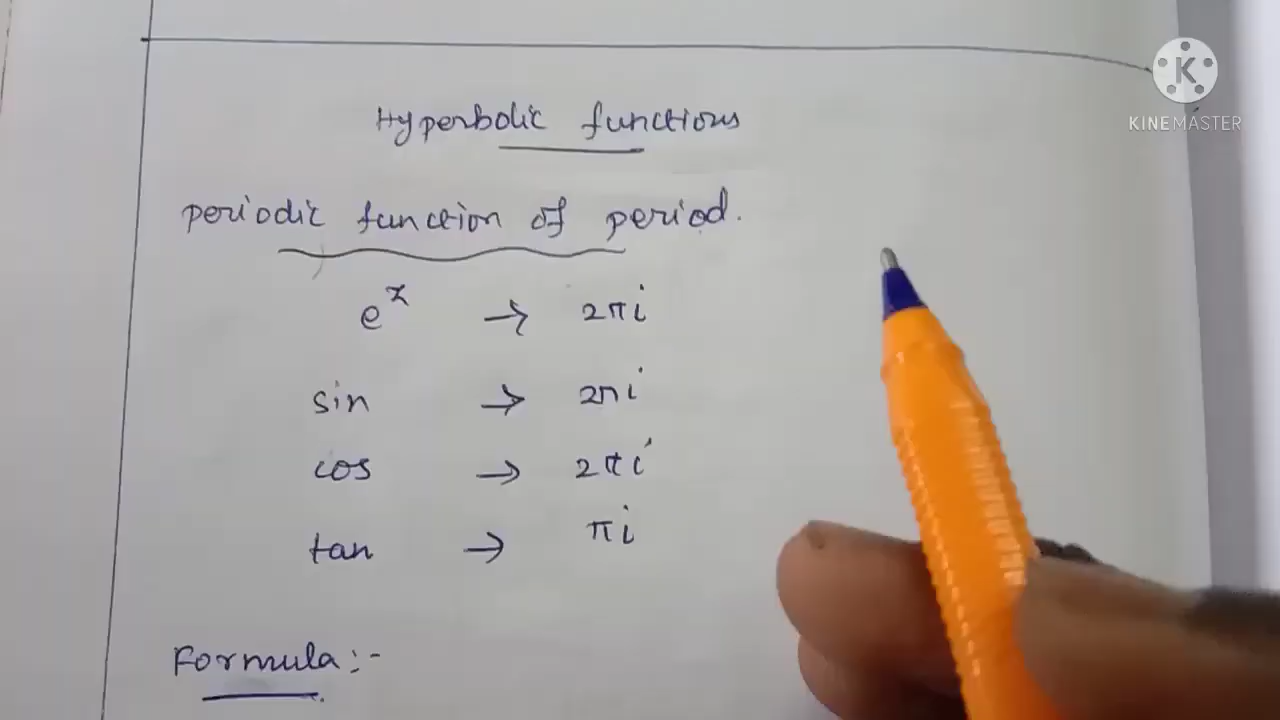 K
KINEMASTER
Hyperbolic functions
periodic function of period.
e^z → 2πi
sin → 2πi
cos → 2πi
tan → πi
Formula:-